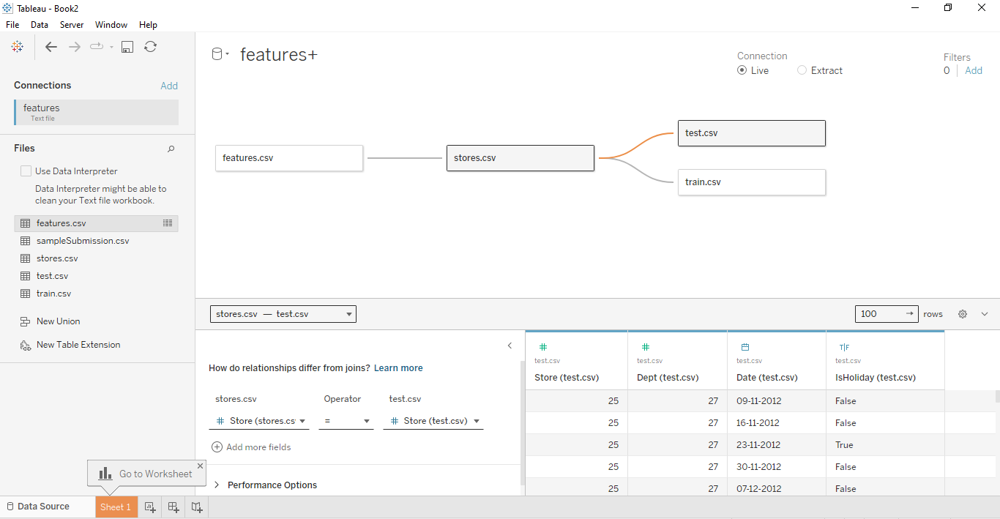 Tableau - Book2
File Data Server Window Help
Connections Add
features
Text file
Files
Use Data Interpreter
Data Interpreter might be able to
clean your Text file workbook.
features.csv
sampleSubmission.csv
stores.csv
test.csv
train.csv
New Union
New Table Extension
features+
Connection
Live Extract
Filters
0 Add
features.csv
stores.csv
test.csv
train.csv
stores.csv — test.csv
100 rows
How do relationships differ from joins? Learn more
stores.csv Operator test.csv
# Store (stores.cs = # Store (test.csv)
Add more fields
Performance Options
# # T|F
test.csv test.csv test.csv test.csv
Store (test.csv) Dept (test.csv) Date (test.csv) IsHoliday (test.csv)
25 27 09-11-2012 False
25 27 16-11-2012 False
25 27 23-11-2012 True
25 27 30-11-2012 False
25 27 07-12-2012 False
Go to Worksheet
Data Source Sheet 1